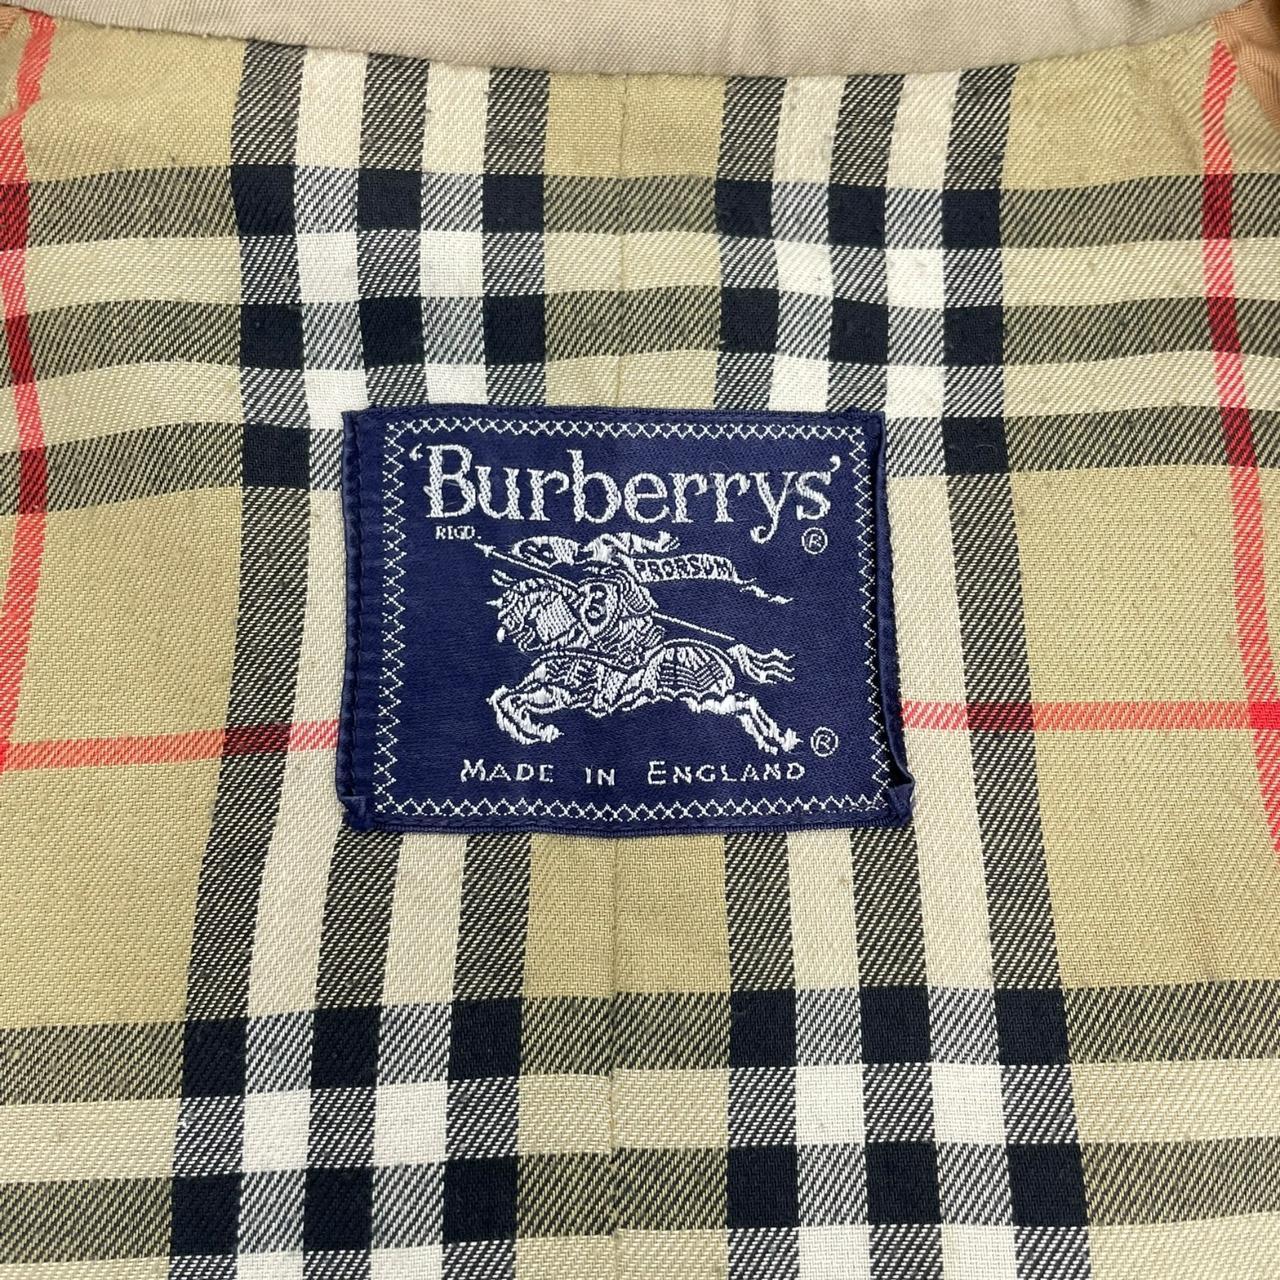 ‘Burberrys’
REGD. ®
PRORSUM
®
MADE IN ENGLAND